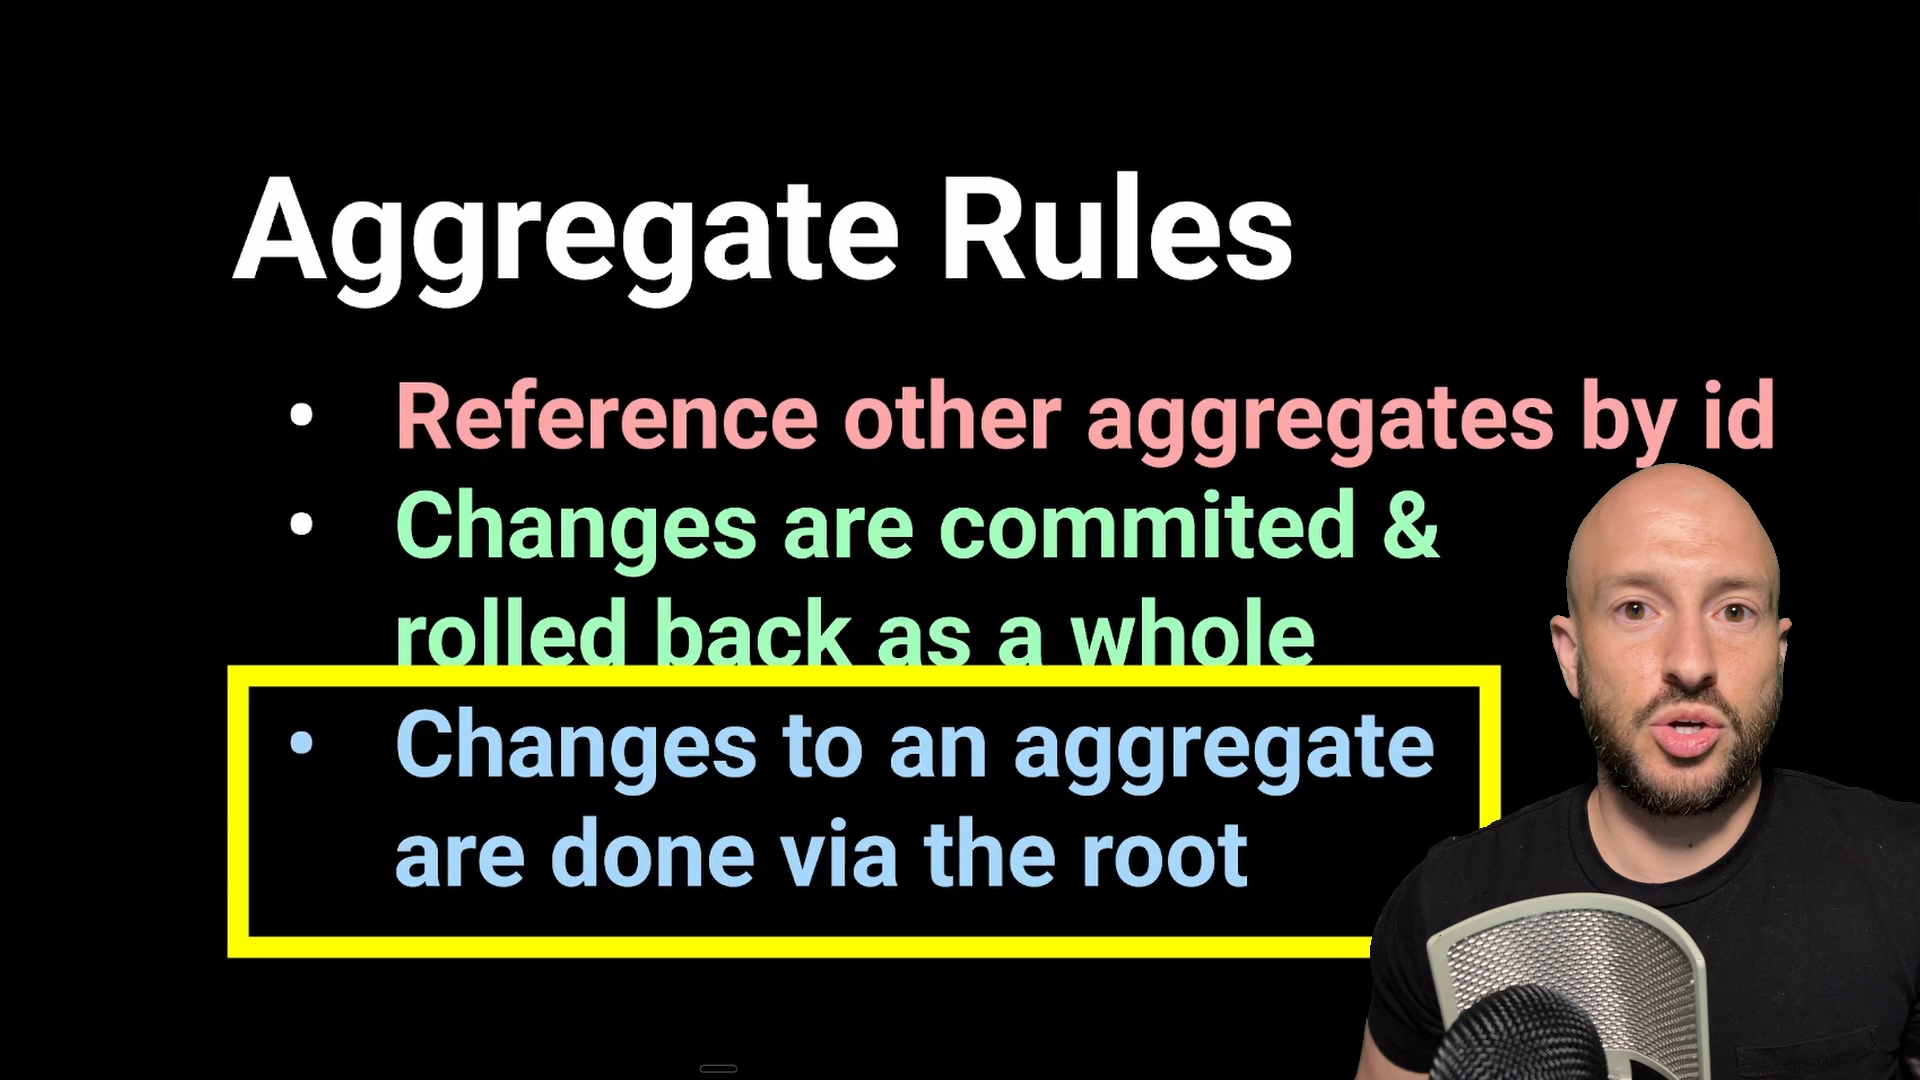 Aggregate Rules
• Reference other aggregates by id
• Changes are commited &
rolled back as a whole
• Changes to an aggregate
are done via the root